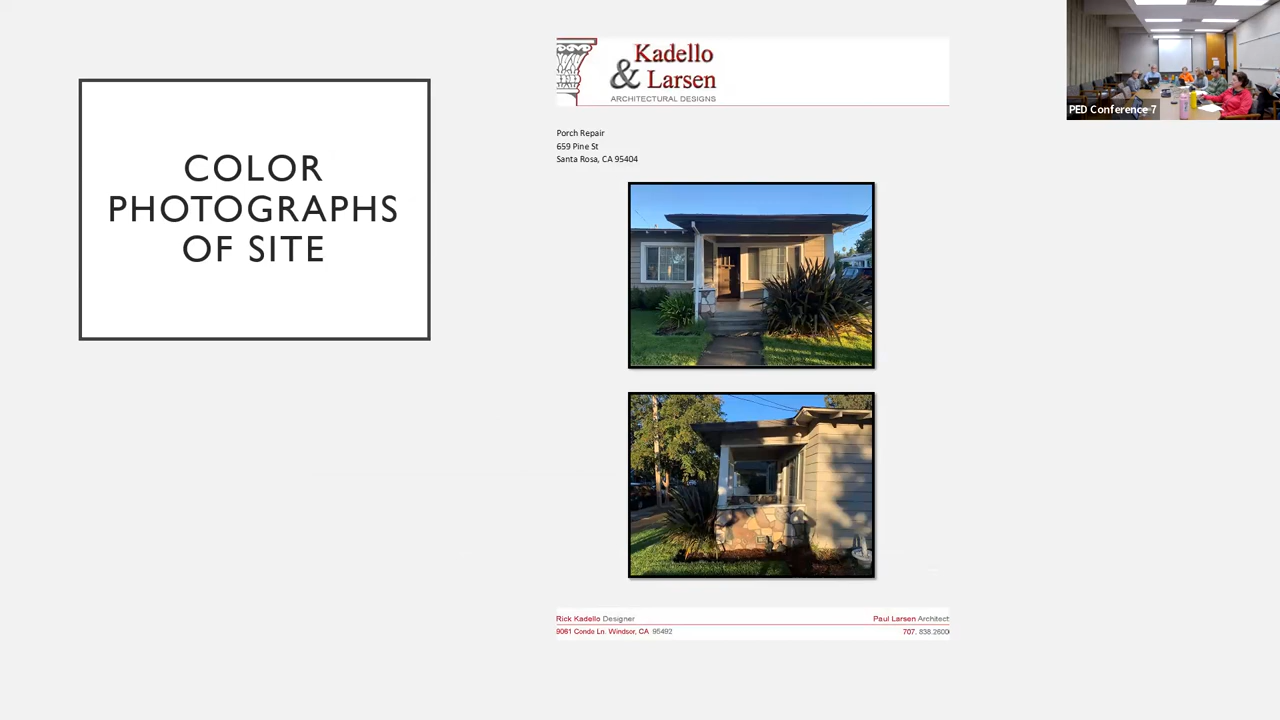 COLOR
PHOTOGRAPHS
OF SITE
Kadello
& Larsen
ARCHITECTURAL DESIGNS
Porch Repair
659 Pine St
Santa Rosa, CA 95404
Rick Kadello Designer
Paul Larsen Architect
9061 Condo Ln. Windsor, CA 95492
707. 838.2600
PED Conference 7